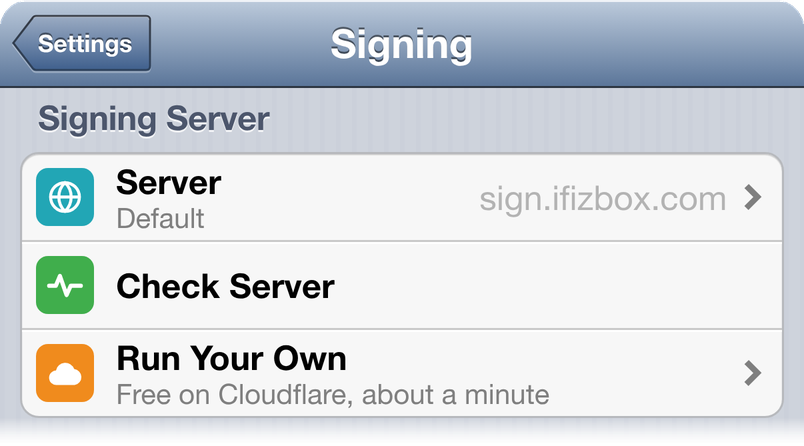 Settings
Signing
Signing Server
Server
Default
sign.ifizbox.com
Check Server
Run Your Own
Free on Cloudflare, about a minute